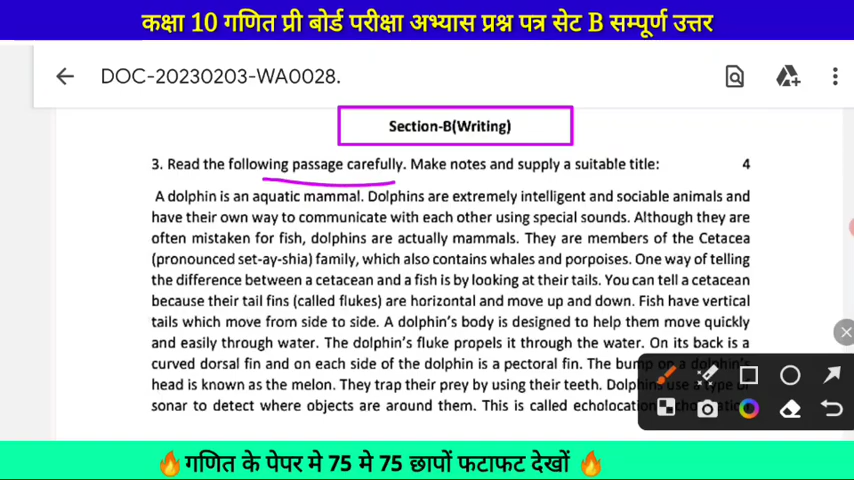 कक्षा 10 गणित प्री बोर्ड परीक्षा अभ्यास प्रश्न पत्र सेट B सम्पूर्ण उत्तर
DOC-20230203-WA0028.
Section-B(Writing)
3. Read the following passage carefully. Make notes and supply a suitable title: 4
A dolphin is an aquatic mammal. Dolphins are extremely intelligent and sociable animals and
have their own way to communicate with each other using special sounds. Although they are
often mistaken for fish, dolphins are actually mammals. They are members of the Cetacea
(pronounced set-ay-shia) family, which also contains whales and porpoises. One way of telling
the difference between a cetacean and a fish is by looking at their tails. You can tell a cetacean
because their tail fins (called flukes) are horizontal and move up and down. Fish have vertical
tails which move from side to side. A dolphin's body is designed to help them move quickly
and easily through water. The dolphin's fluke propels it through the water. On its back is a
curved dorsal fin and on each side of the dolphin is a pectoral fin. The bump on a dolphin's
head is known as the melon. They trap their prey by using their teeth. Dolphins use a type of
sonar to detect where objects are around them. This is called echolocation.
🔥गणित के पेपर मे 75 मे 75 छापों फटाफट देखों 🔥